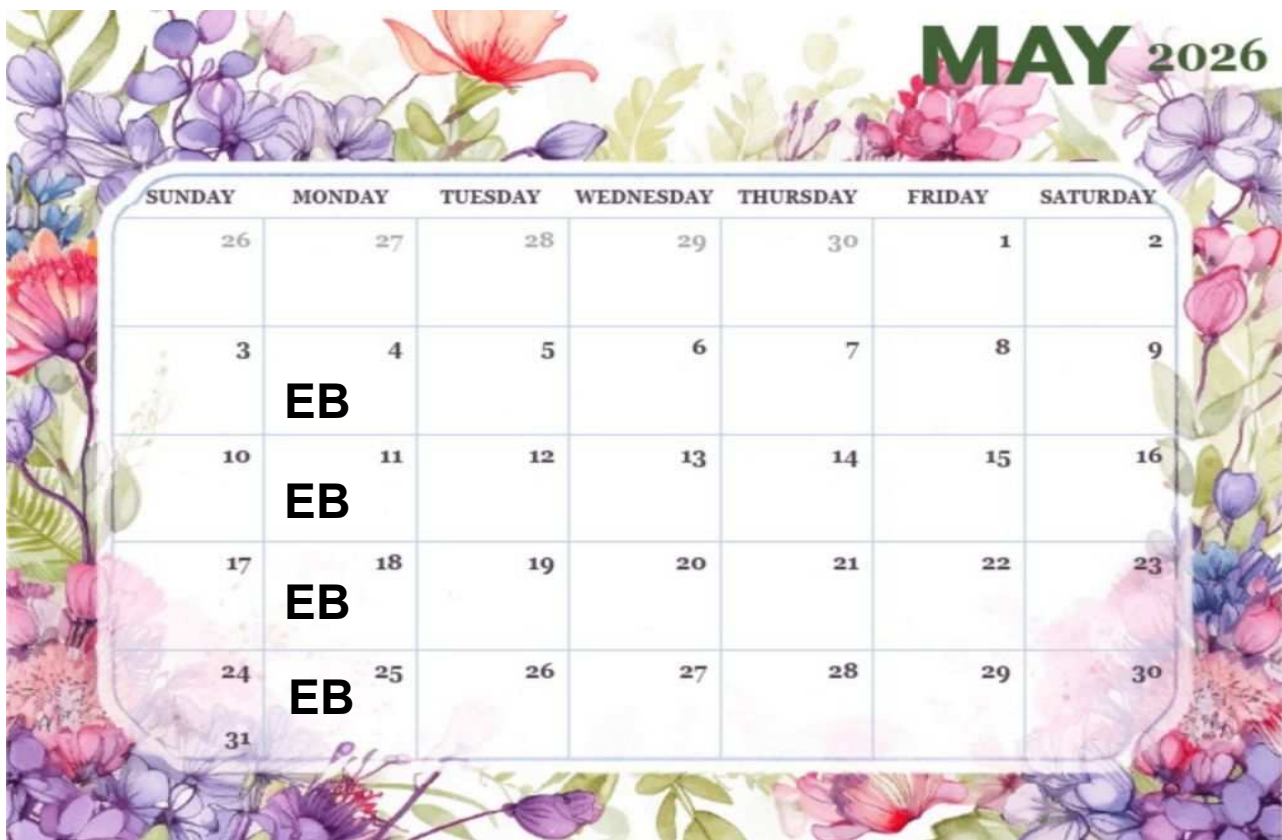 MAY 2026
SUNDAY MONDAY TUESDAY WEDNESDAY THURSDAY FRIDAY SATURDAY
26 27 28 29 30 1 2
3 4 5 6 7 8 9
EB
10 11 12 13 14 15 16
EB
17 18 19 20 21 22 23
EB
24 25 26 27 28 29 30
EB
31